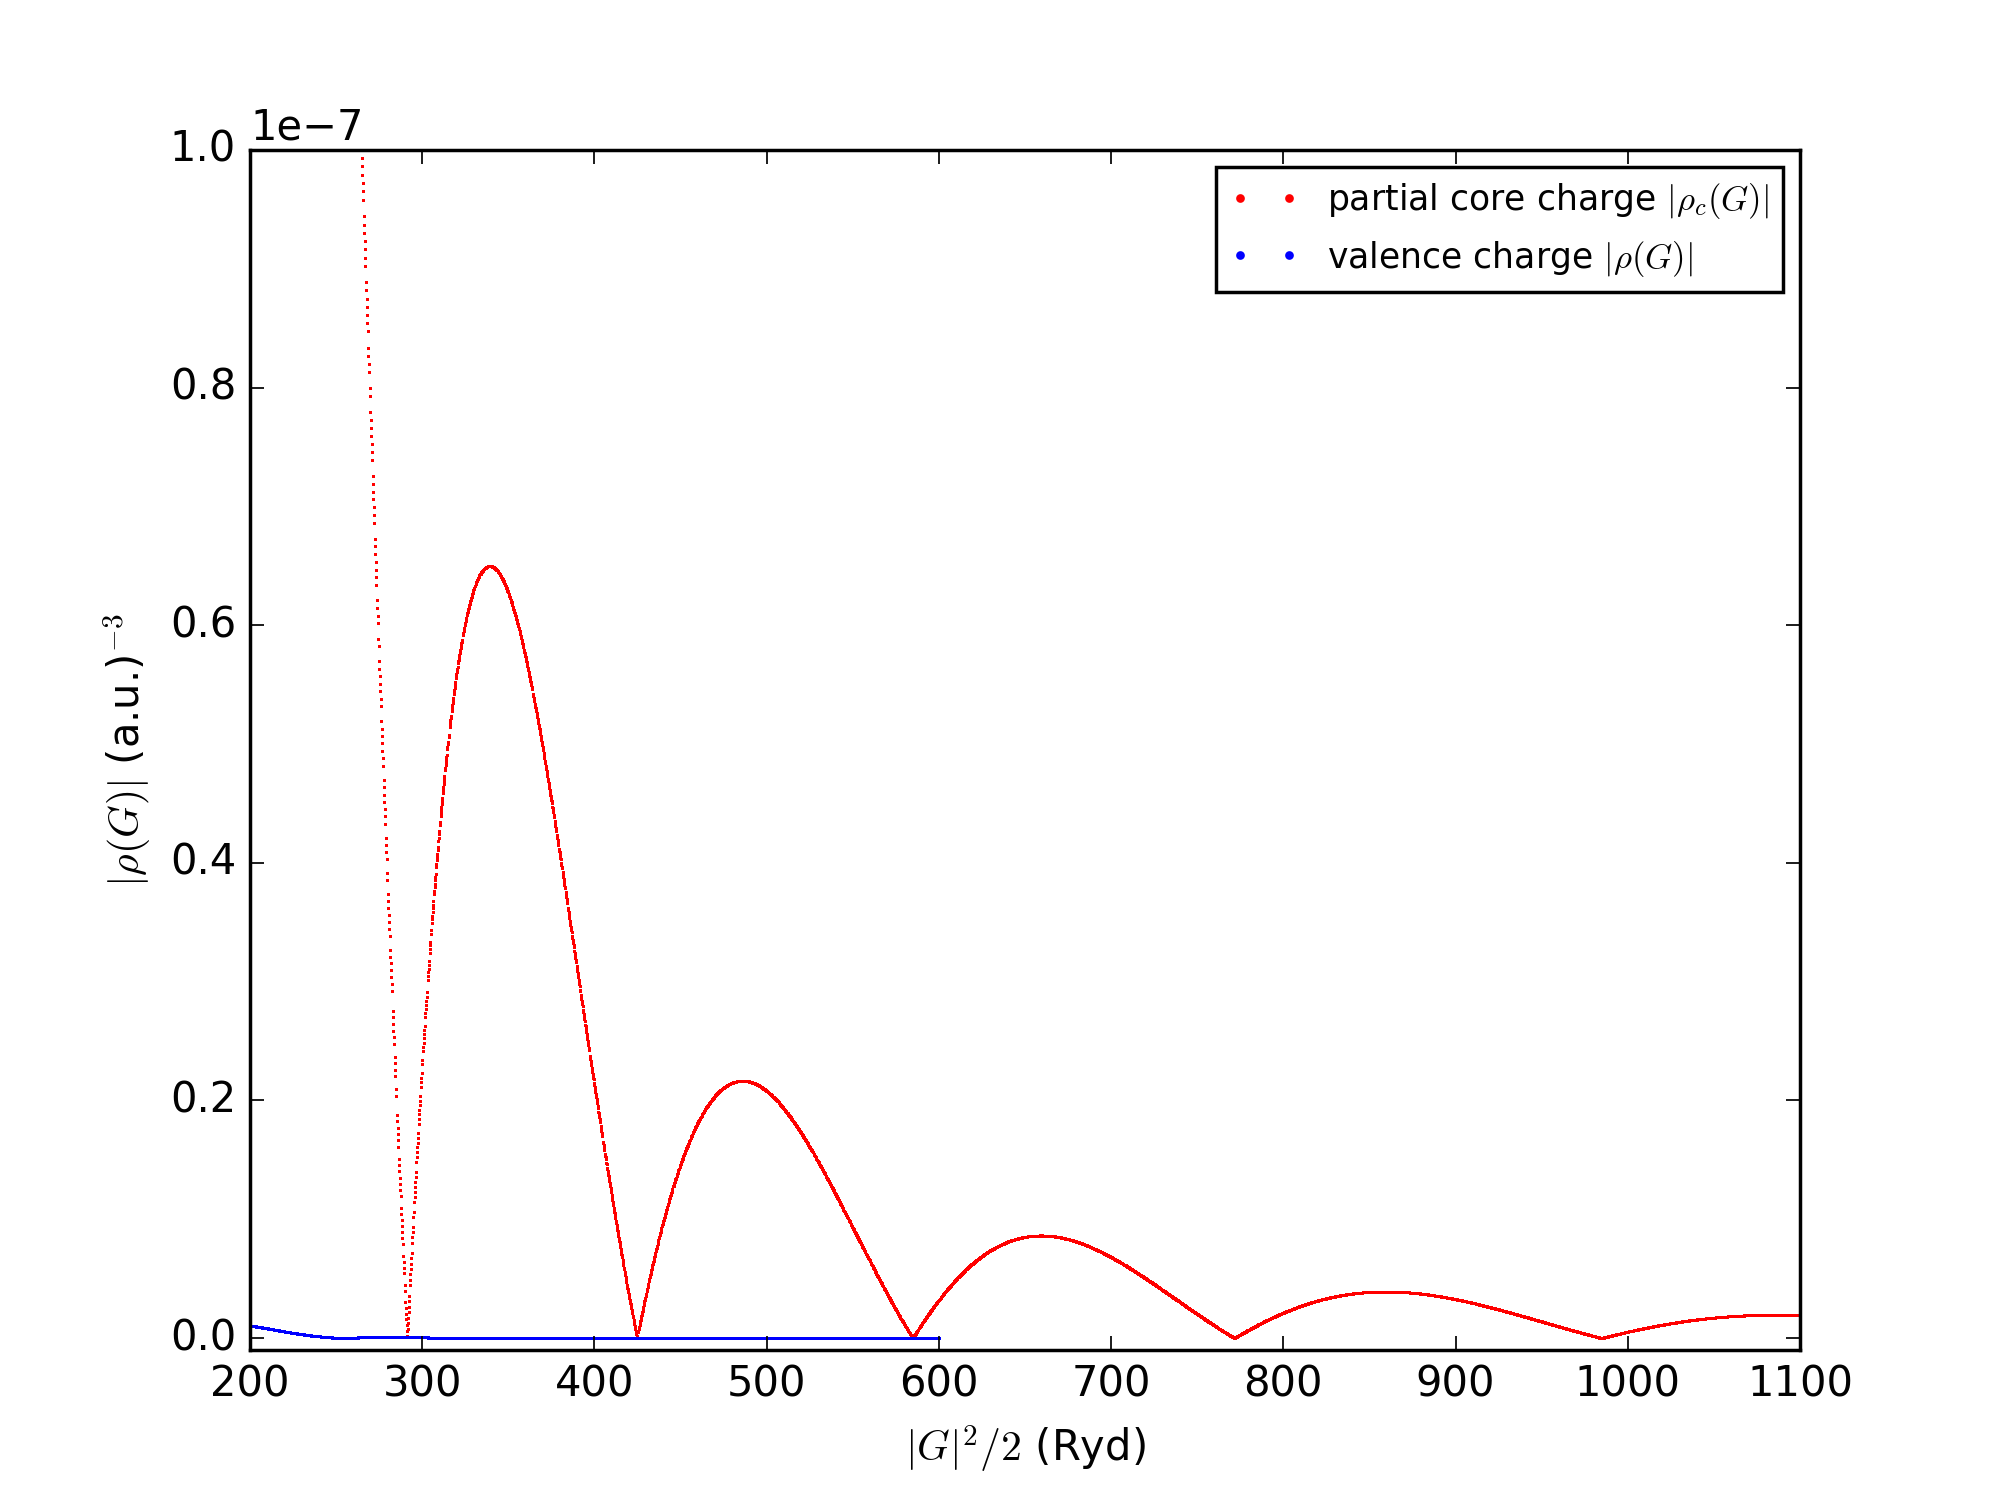 1e−7
1.0
0.8
0.6
0.4
0.2
0.0
200 300 400 500 600 700 800 900 1000 1100
|G|²/2 (Ryd)
|ρ(G)| (a.u.)⁻³
partial core charge |ρ_c(G)|
valence charge |ρ(G)|